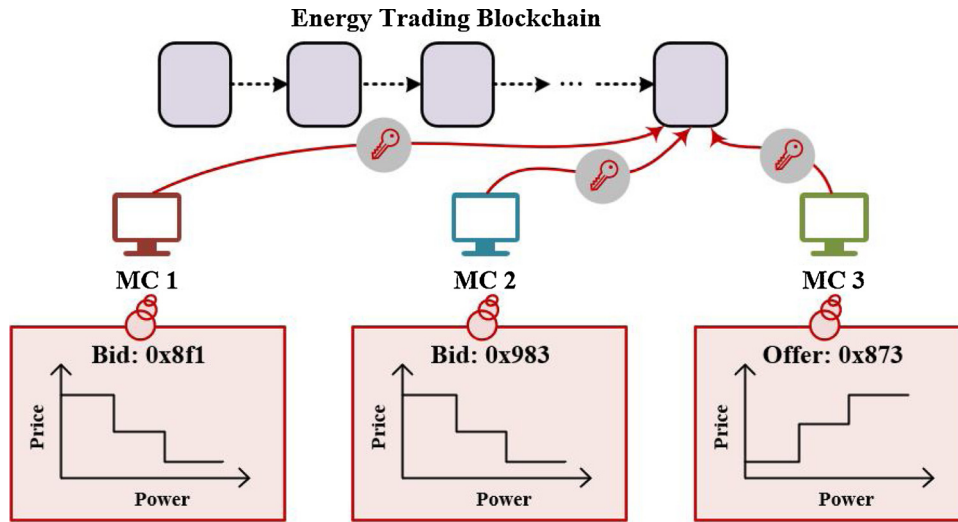 Energy Trading Blockchain
...
MC 1
MC 2
MC 3
Bid: 0x8f1
Bid: 0x983
Offer: 0x873
Price
Power
Price
Power
Price
Power